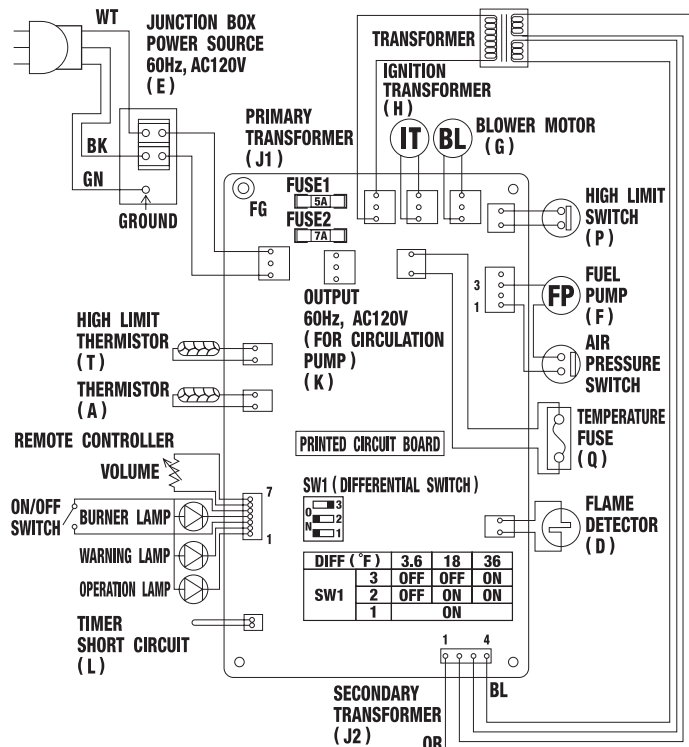 WT
JUNCTION BOX
POWER SOURCE
60Hz, AC120V
(E)
TRANSFORMER
IGNITION
TRANSFORMER
(H)
PRIMARY
TRANSFORMER
(J1)
IT
BL
BLOWER MOTOR
(G)
BK
GN
GROUND
FG
FUSE1
5A
FUSE2
7A
HIGH LIMIT
SWITCH
(P)
3
1
FP
FUEL
PUMP
(F)
OUTPUT
60Hz, AC120V
(FOR CIRCULATION
PUMP)
(K)
AIR
PRESSURE
SWITCH
HIGH LIMIT
THERMISTOR
(T)
THERMISTOR
(A)
TEMPERATURE
FUSE
(Q)
REMOTE CONTROLLER
VOLUME
PRINTED CIRCUIT BOARD
7
1
ON/OFF
SWITCH
BURNER LAMP
WARNING LAMP
OPERATION LAMP
SW1 (DIFFERENTIAL SWITCH)
3
O
2
N
1
FLAME
DETECTOR
(D)
DIFF (°F) 3.6 18 36
SW1 3 OFF OFF ON
2 OFF ON ON
1 ON
TIMER
SHORT CIRCUIT
(L)
1 4
SECONDARY
TRANSFORMER
(J2)
BL
OR